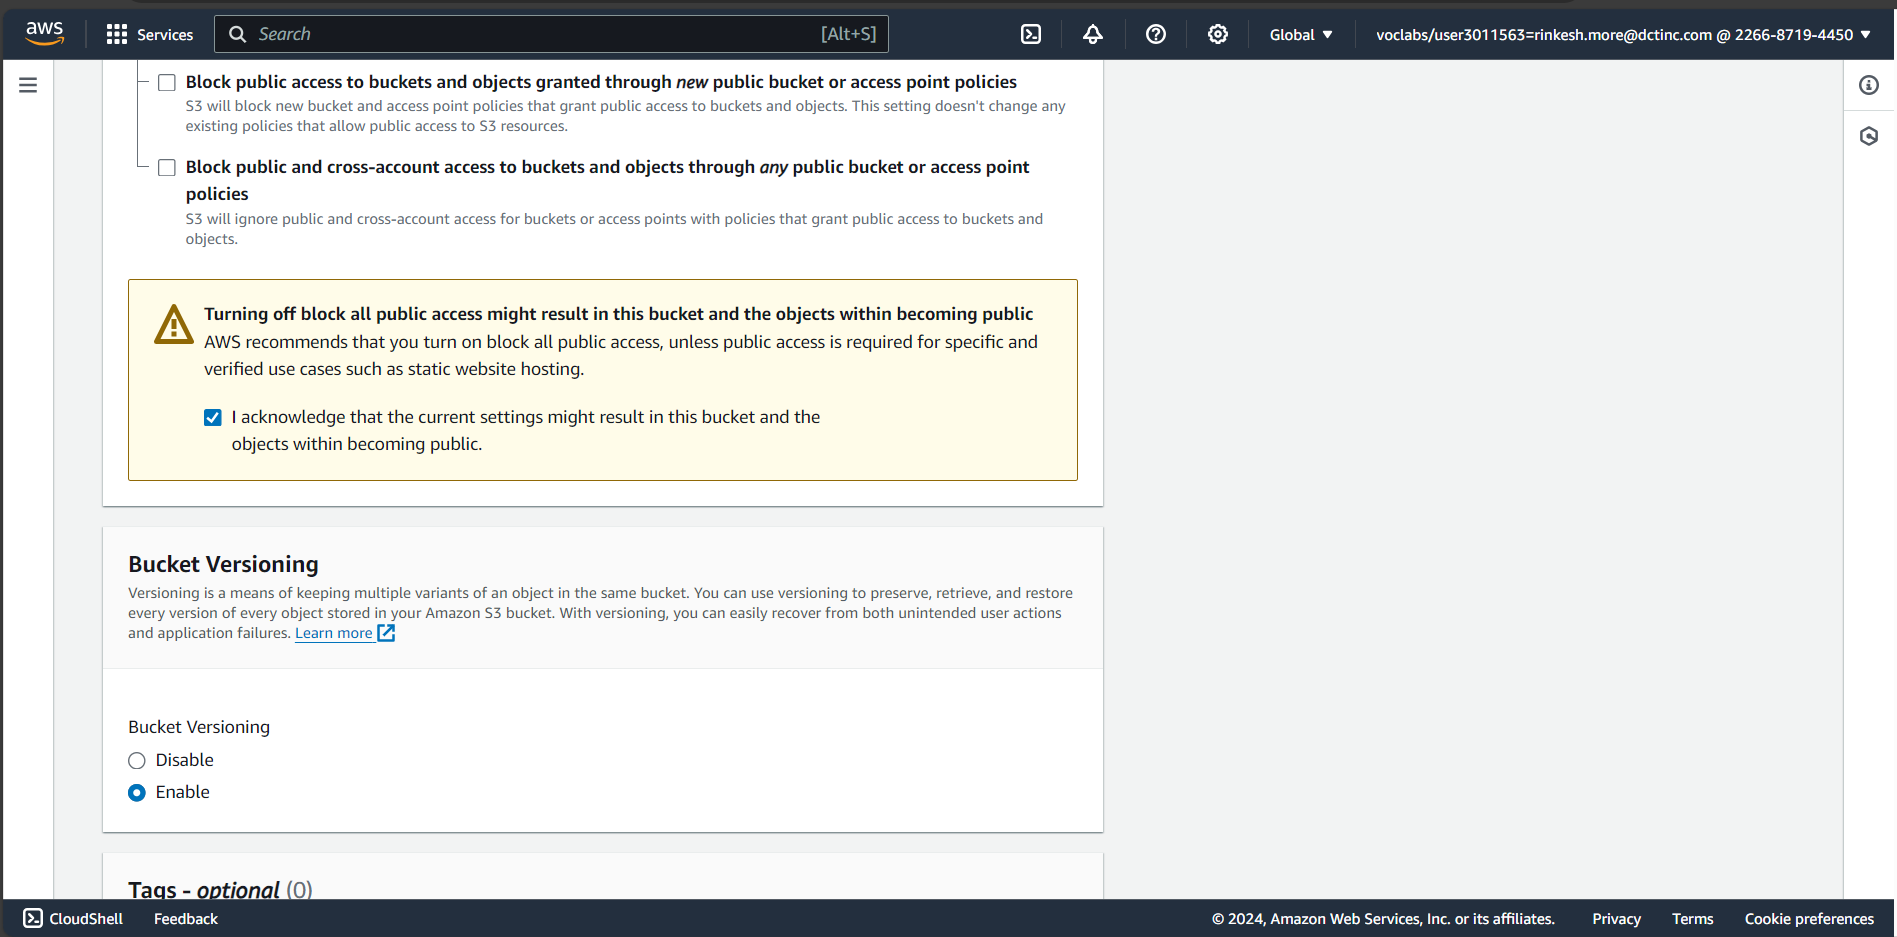 aws
Services
Search
[Alt+S]
Global
voclabs/user3011563=rinkesh.more@dctinc.com @ 2266-8719-4450
Block public access to buckets and objects granted through new public bucket or access point policies
S3 will block new bucket and access point policies that grant public access to buckets and objects. This setting doesn't change any
existing policies that allow public access to S3 resources.
Block public and cross-account access to buckets and objects through any public bucket or access point
policies
S3 will ignore public and cross-account access for buckets or access points with policies that grant public access to buckets and
objects.
Turning off block all public access might result in this bucket and the objects within becoming public
AWS recommends that you turn on block all public access, unless public access is required for specific and
verified use cases such as static website hosting.
I acknowledge that the current settings might result in this bucket and the
objects within becoming public.
Bucket Versioning
Versioning is a means of keeping multiple variants of an object in the same bucket. You can use versioning to preserve, retrieve, and restore
every version of every object stored in your Amazon S3 bucket. With versioning, you can easily recover from both unintended user actions
and application failures. Learn more
Bucket Versioning
Disable
Enable
Tags - optional (0)
CloudShell
Feedback
© 2024, Amazon Web Services, Inc. or its affiliates.
Privacy
Terms
Cookie preferences